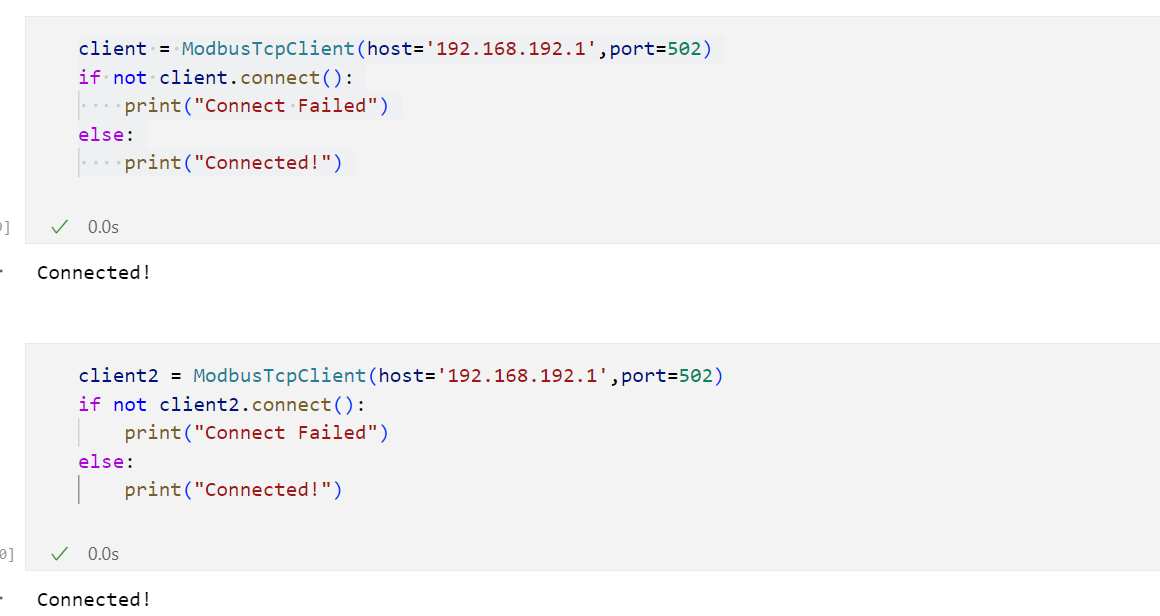 client = ModbusTcpClient(host='192.168.192.1',port=502)
if not client.connect():
    print("Connect Failed")
else:
    print("Connected!")
0.0s
Connected!
client2 = ModbusTcpClient(host='192.168.192.1',port=502)
if not client2.connect():
    print("Connect Failed")
else:
    print("Connected!")
0]
0.0s
Connected!